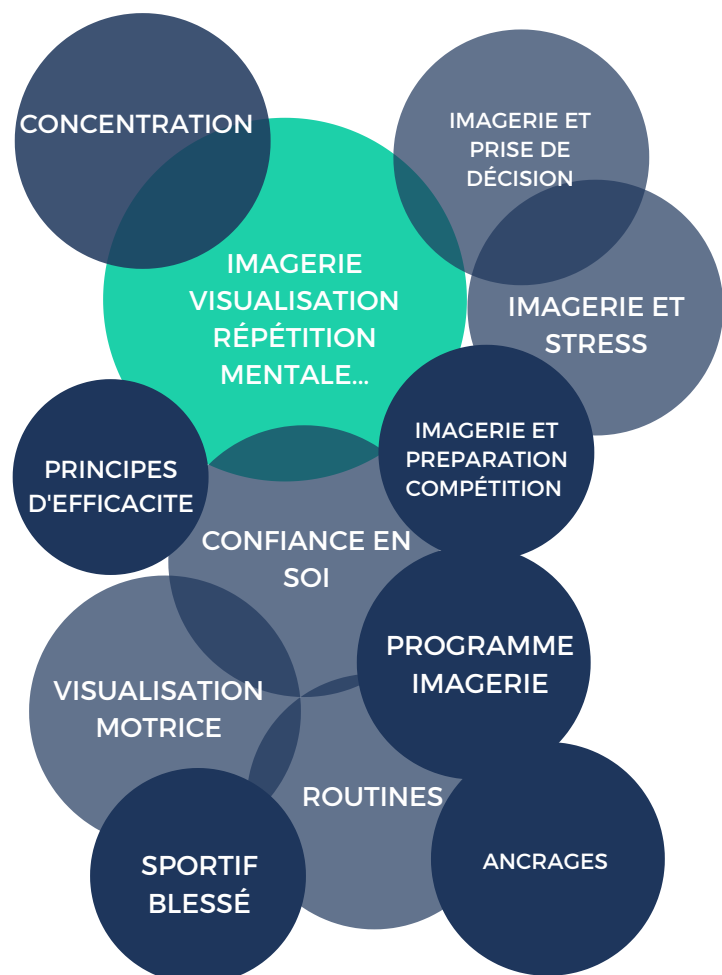 CONCENTRATION
IMAGERIE ET
PRISE DE
DÉCISION
IMAGERIE
VISUALISATION
RÉPÉTITION
MENTALE...
IMAGERIE ET
STRESS
IMAGERIE ET
PREPARATION
COMPÉTITION
PRINCIPES
D'EFFICACITE
CONFIANCE EN
SOI
PROGRAMME
IMAGERIE
VISUALISATION
MOTRICE
ROUTINES
SPORTIF
BLESSÉ
ANCRAGES